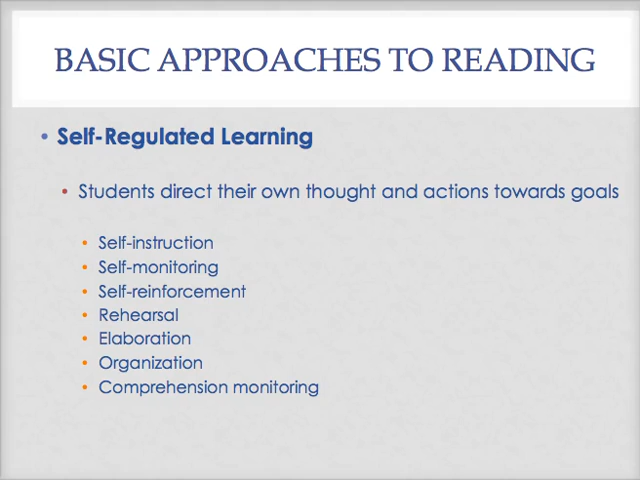 BASIC APPROACHES TO READING
• Self-Regulated Learning
• Students direct their own thought and actions towards goals
• Self-instruction
• Self-monitoring
• Self-reinforcement
• Rehearsal
• Elaboration
• Organization
• Comprehension monitoring